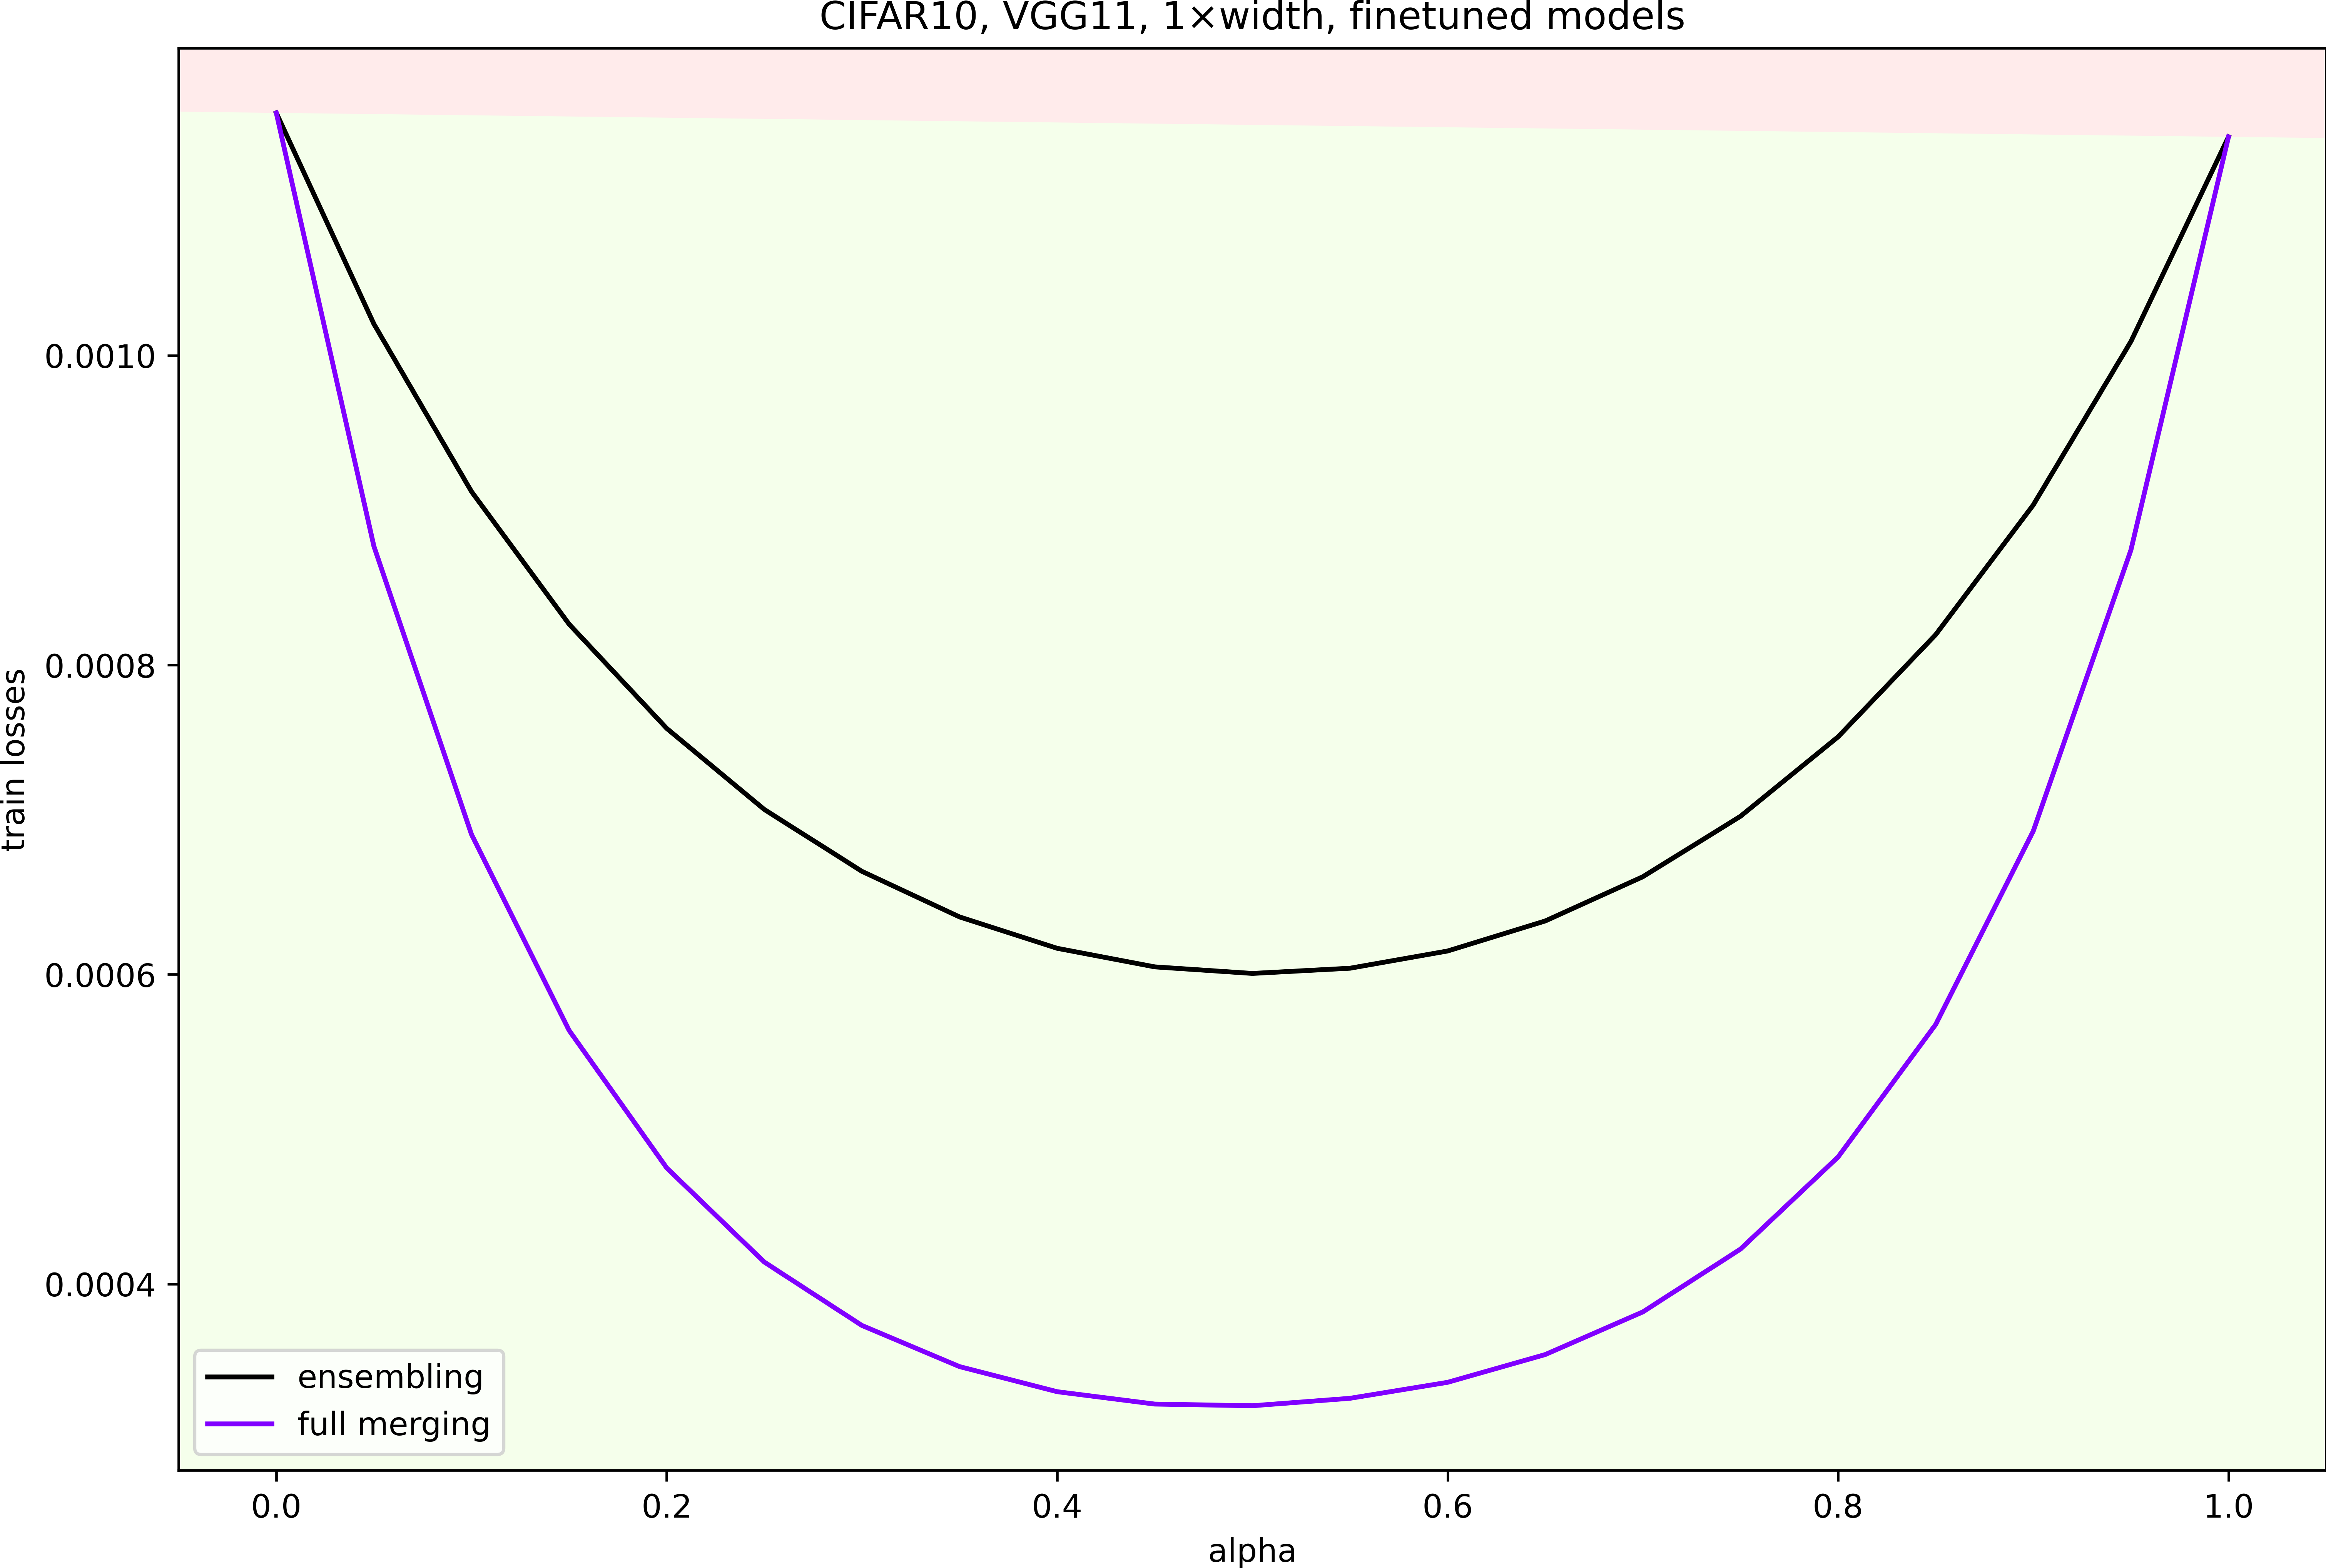 CIFAR10, VGG11, 1×width, finetuned models
train losses
0.0010
0.0008
0.0006
0.0004
ensembling
full merging
0.0 0.2 0.4 0.6 0.8 1.0
alpha